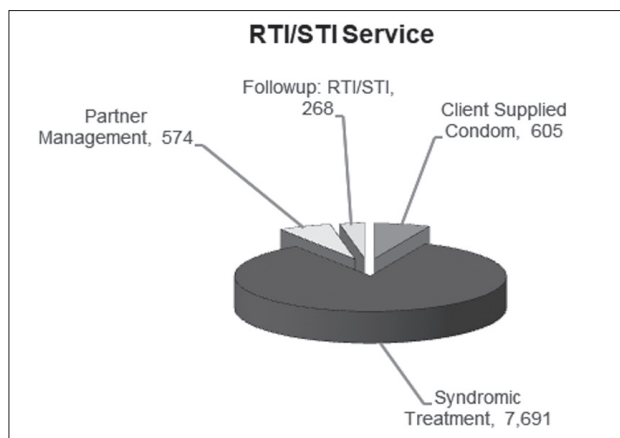 RTI/STI Service
Followup: RTI/STI,
268
Client Supplied
Condom, 605
Partner
Management, 574
Syndromic
Treatment, 7,691